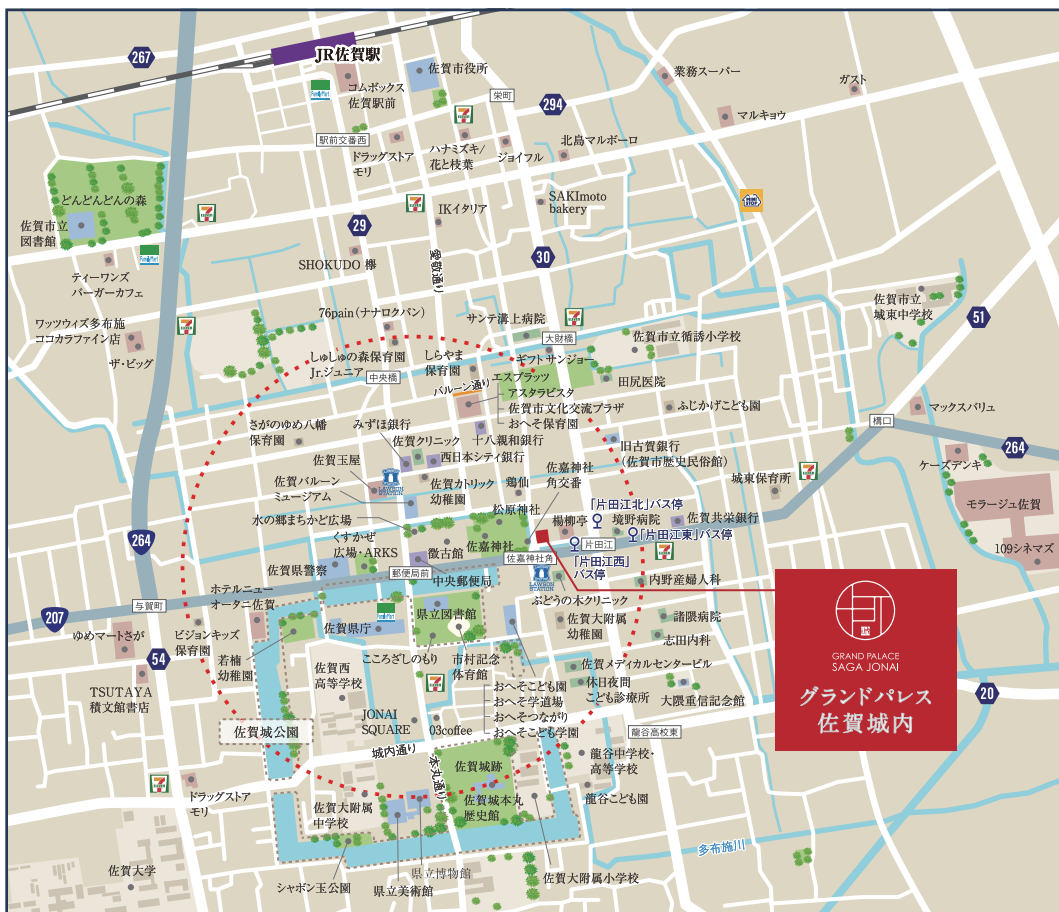 267
JR佐賀駅
佐賀市役所
コムボックス
佐賀駅前
FamilyMart
業務スーパー
ガスト
栄町
294
マルキョウ
駅前交番西
ドラッグストア
モリ
ハナミズキ/
花と枝葉
ジョイフル
北島マルボーロ
どんどんどんの森
佐賀市立
図書館
IKイタリア
SAKImoto
bakery
MINI STOP
29
30
SHOKUDO 欅
愛敬通り
FamilyMart
ティーワンズ
バーガーカフェ
佐賀市立
城東中学校
51
ワッツウィズ多布施
ココカラファイン店
ザ・ビッグ
76pain(ナナロクパン)
サンテ溝上病院
大財橋
佐賀市立循誘小学校
しゅしゅの森保育園
Jr.ジュニア
中央橋
しらやま
保育園
ギフトサンジョー
田尻医院
バルーン通り
エスプラッツ
アスタラビスタ
佐賀市文化交流プラザ
おへそ保育園
ふじかげこども園
マックスバリュ
構口
264
さがのゆめ八幡
保育園
みずほ銀行
佐賀クリニック
十八親和銀行
西日本シティ銀行
旧古賀銀行
(佐賀市歴史民俗館)
ケーズデンキ
佐賀玉屋
LAWSON
STATION
佐賀カトリック
幼稚園
佐嘉神社
角交番
城東保育所
佐賀バルーン
ミュージアム
鶴仙
「片田江北」バス停
モラージュ佐賀
水の郷まちかど広場
松原神社
楊柳亭
境野病院
佐賀共栄銀行
264
くすかぜ
広場・ARKS
徴古館
佐嘉神社
片田江
「片田江東」バス停
109シネマズ
佐賀県警察
郵便局前
佐嘉神社角
「片田江西」
バス停
中央郵便局
LAWSON
STATION
内野産婦人科
ホテルニュー
オータニ佐賀
ぶどうの木クリニック
与賀町
207
FamilyMart
県立図書館
佐賀大附属
幼稚園
諸隈病院
ゆめマートさが
ビジョンキッズ
保育園
佐賀県庁
志田内科
GRAND PALACE
SAGA JONAI
グランドパレス
佐賀城内
54
若楠
幼稚園
佐賀西
高等学校
こころざしのもり
市村記念
体育館
佐賀メディカルセンタービル
休日夜間
こども診療所
TSUTAYA
積文館書店
おへそこども園
おへそ学道場
おへそつながり
おへそこども学園
大隈重信記念館
20
佐賀城公園
JONAI
SQUARE
03coffee
龍谷高校東
城内通り
本丸通り
佐賀城跡
龍谷中学校・
高等学校
ドラッグストア
モリ
佐賀大附属
中学校
佐賀城本丸
歴史館
龍谷こども園
多布施川
佐賀大学
シャボン玉公園
県立美術館
県立博物館
佐賀大附属小学校